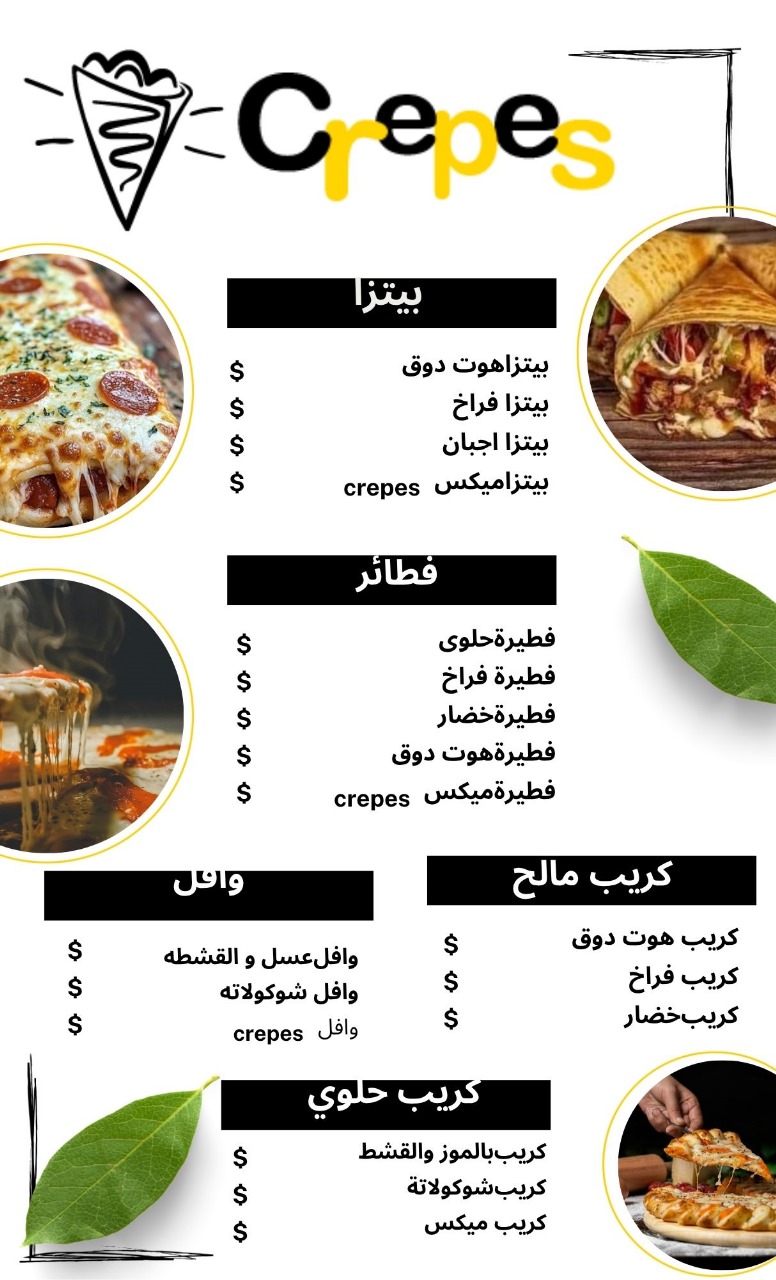 Crepes
بيتزا
بيتزاهوت دوق $
بيتزا فراخ $
بيتزا اجبان $
بيتزاميكس crepes $
فطائر
فطيرةحلوى $
فطيرة فراخ $
فطيرةخضار $
فطيرةهوت دوق $
فطيرةميكس crepes $
كريب مالح
كريب هوت دوق $
كريب فراخ $
كريبخضار $
وافل
وافلعسل و القشطه $
وافل شوكولاته $
وافل crepes $
كريب حلوي
كريببالموز والقشط $
كريبشوكولاتة $
كريب ميكس $